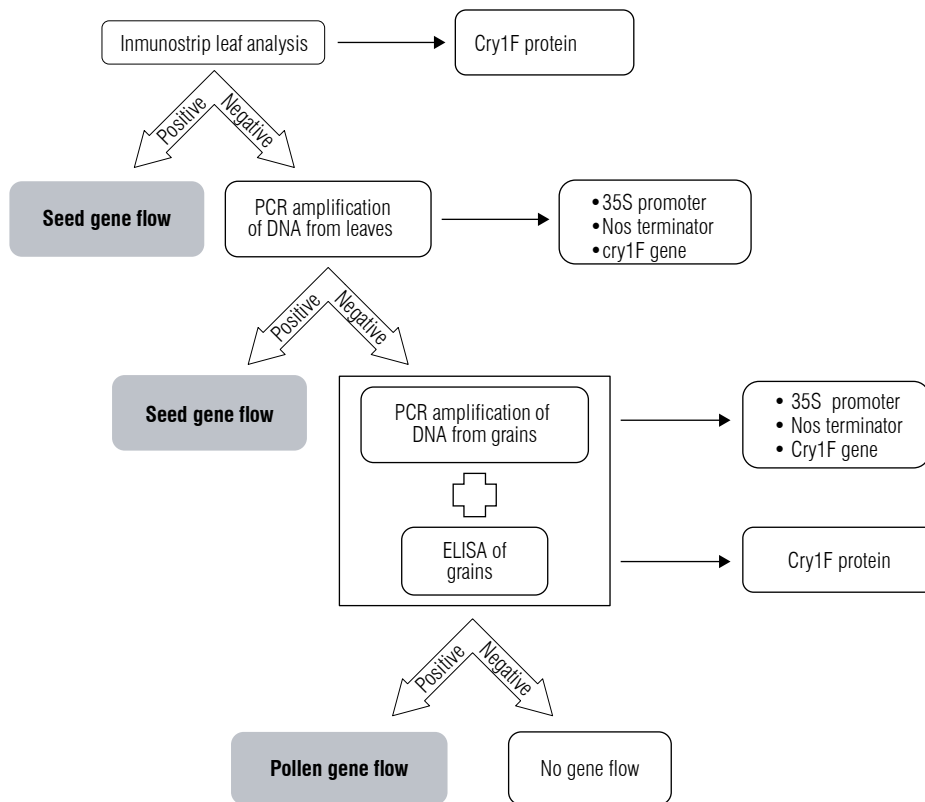 Inmunostrip leaf analysis
Cry1F protein
Positive
Negative
Seed gene flow
PCR amplification
of DNA from leaves
•35S promoter
•Nos terminator
•cry1F gene
Positive
Negative
Seed gene flow
PCR amplification of
DNA from grains
• 35S promoter
• Nos terminator
• Cry1F gene
ELISA of
grains
Cry1F protein
Positive
Negative
Pollen gene flow
No gene flow